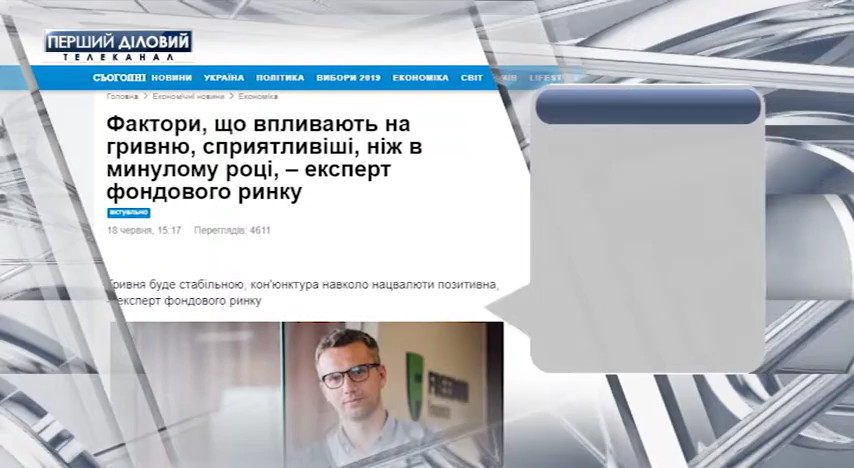 ПЕРШИЙ ДІЛОВИЙ
ТЕЛЕКАНАЛ
СЬОГОДНІ НОВИНИ УКРАЇНА ПОЛІТИКА ВИБОРИ 2019 ЕКОНОМІКА СВІТ LIFEST
Головна > Економічні новини > Економіка
Фактори, що впливають на
гривню, сприятливіші, ніж в
минулому році, – експерт
фондового ринку
актуально
18 червня, 15:17 Переглядів: 4611
Гривня буде стабільною, кон'юнктура навколо нацвалюти позитивна,
– експерт фондового ринку